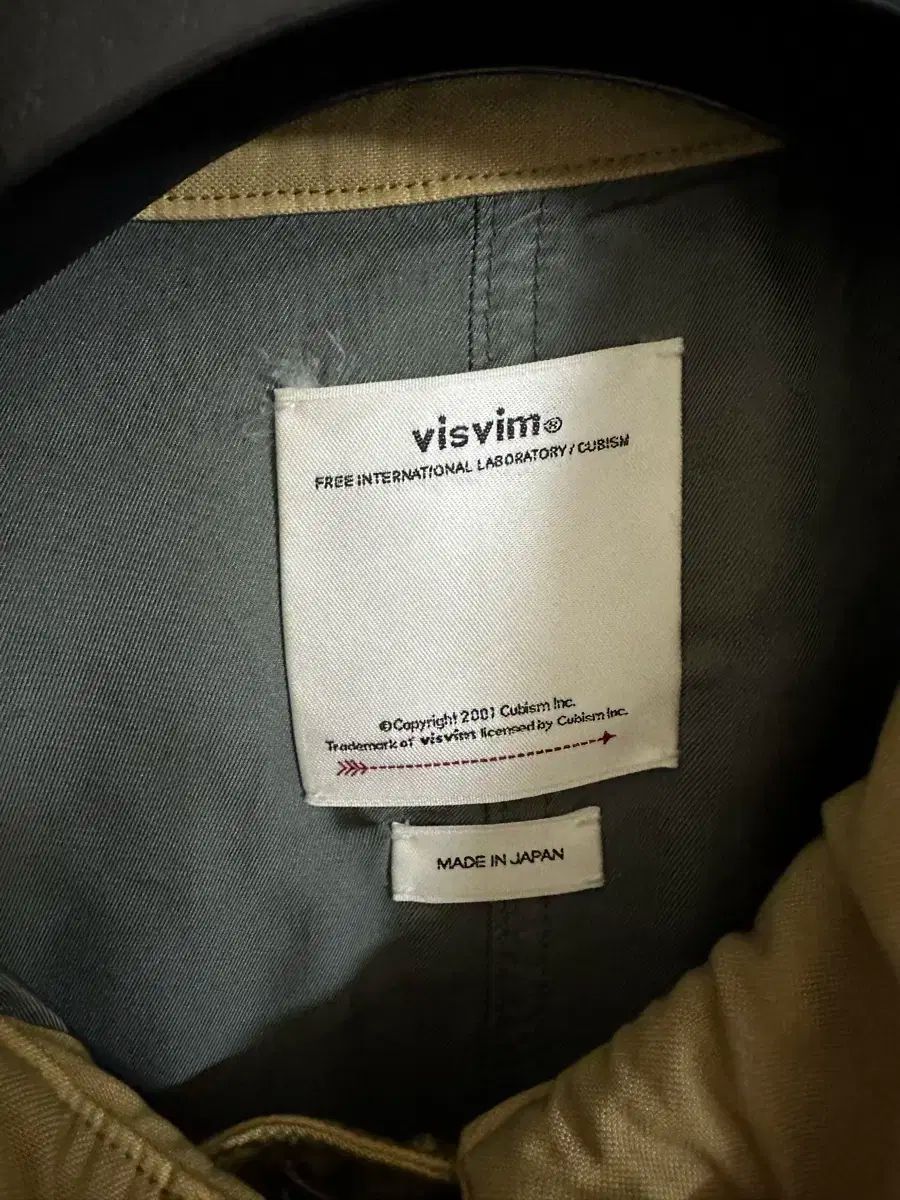 visvim®
FREE INTERNATIONAL LABORATORY / CUBISM
©Copyright 2001 Cubism Inc.
Trademark of visvim licensed by Cubism Inc.
MADE IN JAPAN